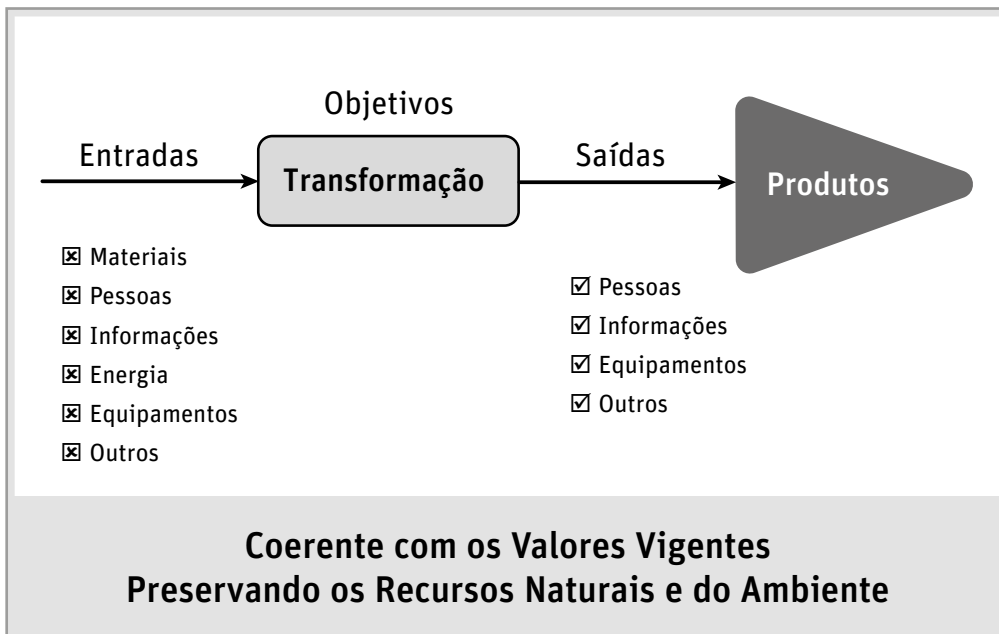 Objetivos
Entradas
Transformação
Saídas
Produtos
Materiais
Pessoas
Informações
Energia
Equipamentos
Outros
Pessoas
Informações
Equipamentos
Outros
Coerente com os Valores Vigentes
Preservando os Recursos Naturais e do Ambiente